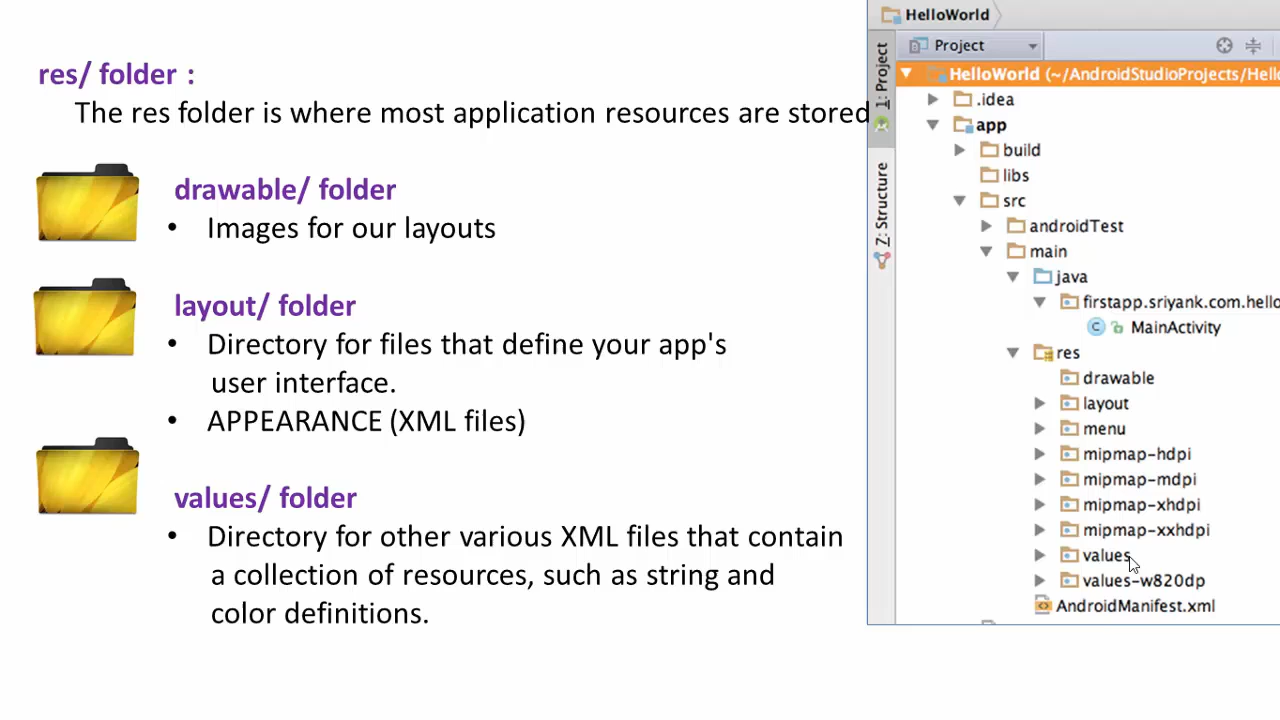 res/ folder :
The res folder is where most application resources are stored
drawable/ folder
• Images for our layouts
layout/ folder
• Directory for files that define your app's
user interface.
• APPEARANCE (XML files)
values/ folder
• Directory for other various XML files that contain
a collection of resources, such as string and
color definitions.
HelloWorld
Project
1: Project
Z: Structure
HelloWorld (~/AndroidStudioProjects/Hell
.idea
app
build
libs
src
androidTest
main
java
firstapp.sriyank.com.hello
MainActivity
res
drawable
layout
menu
mipmap-hdpi
mipmap-mdpi
mipmap-xhdpi
mipmap-xxhdpi
values
values-w820dp
AndroidManifest.xml